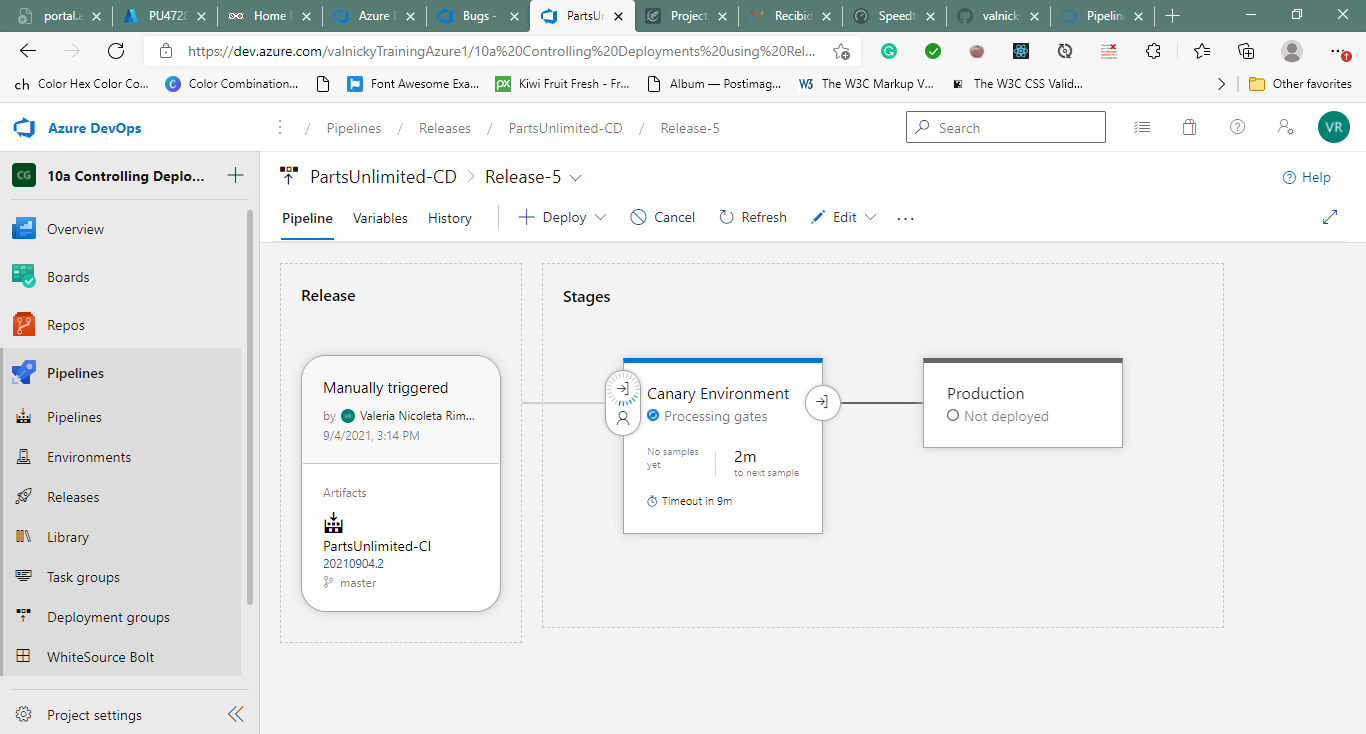 portal.a
PU4728
Home
Azure D
Bugs -
PartsUn
Project
Recibid
Speedt
valnick
Pipelin
https://dev.azure.com/valnickyTrainingAzure1/10a%20Controlling%20Deployments%20using%20Rel...
ch Color Hex Color Co...
C Color Combination...
Font Awesome Exa...
px Kiwi Fruit Fresh - Fr...
Album — Postimag...
W3 The W3C Markup V...
The W3C CSS Valid...
Other favorites
Azure DevOps
/ Pipelines / Releases / PartsUnlimited-CD / Release-5
Search
VR
CG 10a Controlling Deplo...
PartsUnlimited-CD > Release-5
Help
Pipeline
Variables
History
Deploy
Cancel
Refresh
Edit
...
Overview
Boards
Repos
Pipelines
Pipelines
Environments
Releases
Library
Task groups
Deployment groups
WhiteSource Bolt
Project settings
Release
Manually triggered
by VR Valeria Nicoleta Rim...
9/4/2021, 3:14 PM
Artifacts
PartsUnlimited-CI
20210904.2
master
Stages
Canary Environment
Processing gates
No samples
yet
2m
to next sample
Timeout in 9m
Production
Not deployed